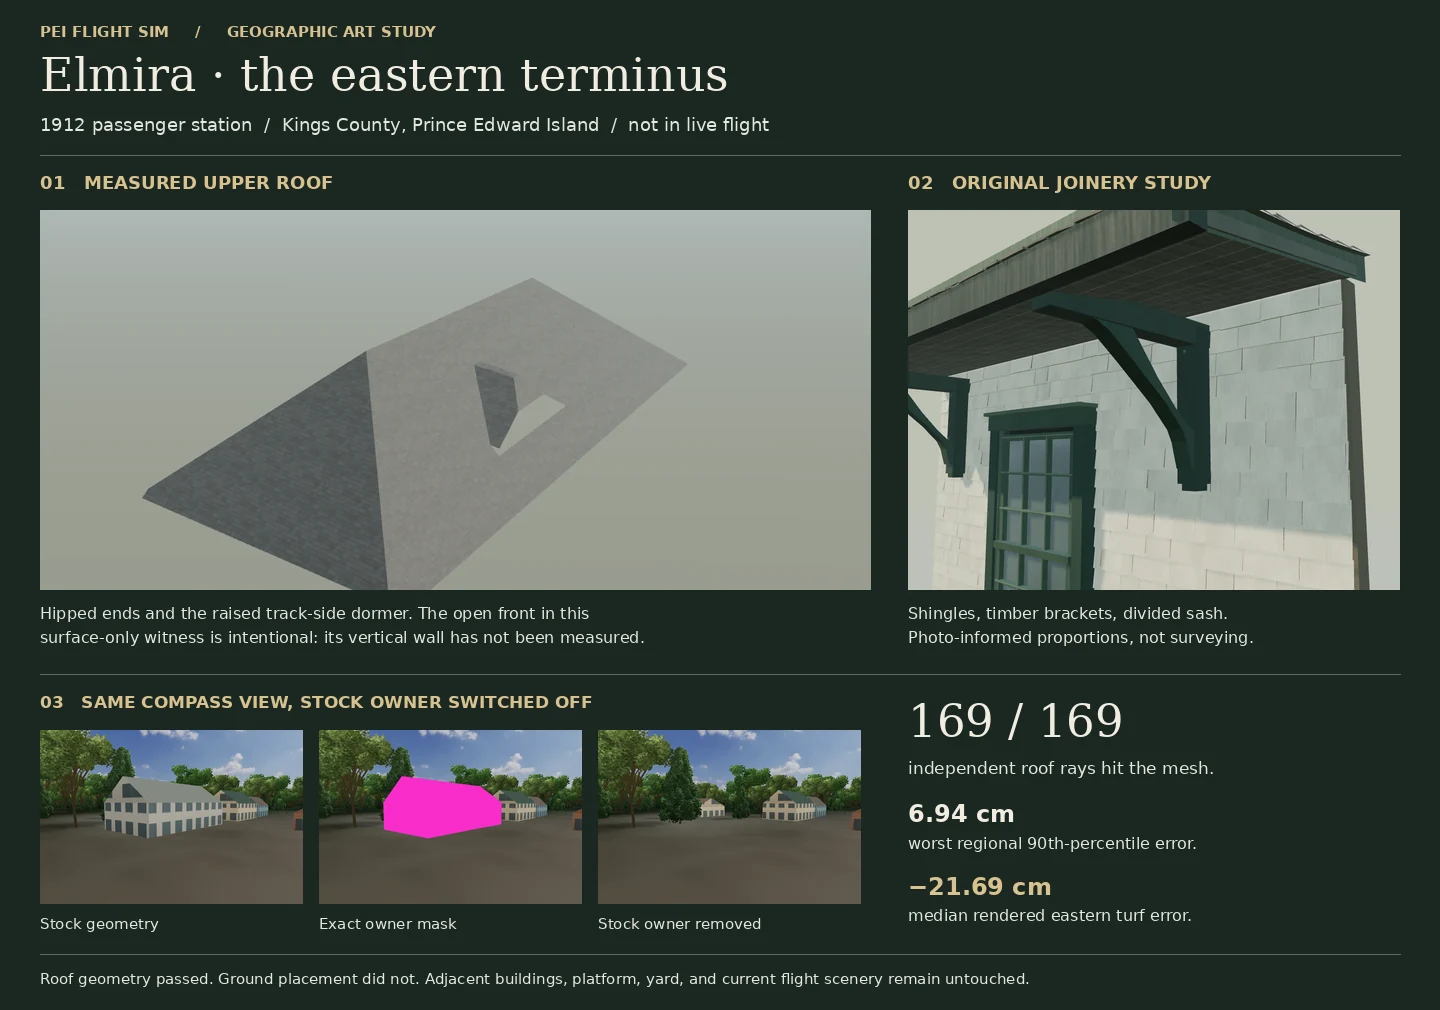 PEI FLIGHT SIM / GEOGRAPHIC ART STUDY
Elmira · the eastern terminus
1912 passenger station / Kings County, Prince Edward Island / not in live flight
01 MEASURED UPPER ROOF
Hipped ends and the raised track-side dormer. The open front in this
surface-only witness is intentional: its vertical wall has not been measured.
02 ORIGINAL JOINERY STUDY
Shingles, timber brackets, divided sash.
Photo-informed proportions, not surveying.
03 SAME COMPASS VIEW, STOCK OWNER SWITCHED OFF
Stock geometry
Exact owner mask
Stock owner removed
169 / 169
independent roof rays hit the mesh.
6.94 cm
worst regional 90th-percentile error.
−21.69 cm
median rendered eastern turf error.
Roof geometry passed. Ground placement did not. Adjacent buildings, platform, yard, and current flight scenery remain untouched.